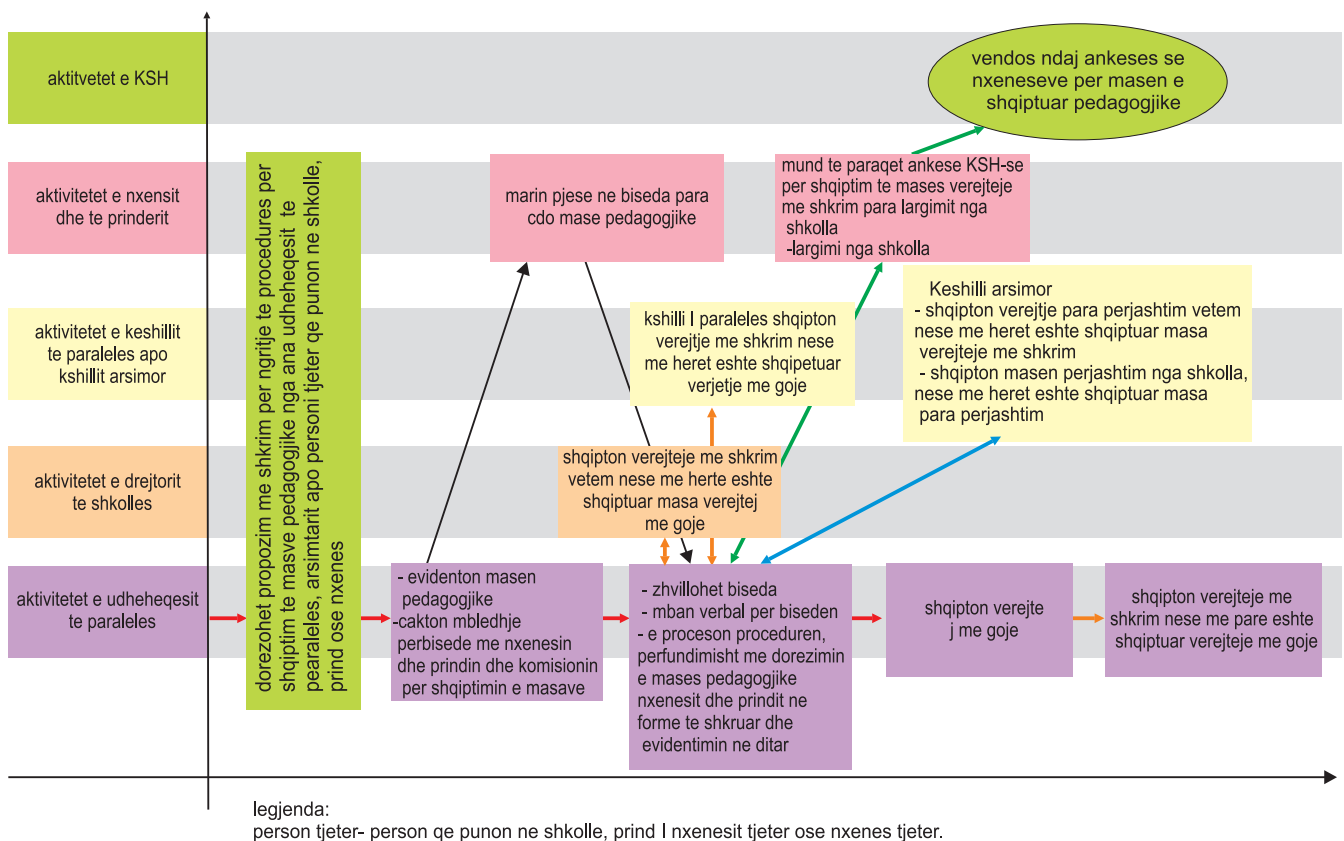 aktitvetet e KSH
vendos ndaj ankeses se
nxeneseve per masen e
shqiptuar pedagogjike
aktivitetet e nxensit
dhe te prinderit
dorezohet propozim me shkrim per ngritje te procedures per
shqiptim te masve pedagogjike nga ana udheheqesit te
pearaleles, arsimtarit apo personi tjeter qe punon ne shkolle,
prind ose nxenes
marin pjese ne biseda para
cdo mase pedagogjike
mund te paraqet ankese KSH-se
per shqiptim te mases verejteje
me shkrim para largimit nga
shkolla
-largimi nga shkolla
aktivitetet e keshillit
te paraleles apo
kshillit arsimor
kshilli I paraleles shqipton
verejtje me shkrim nese
me heret eshte shqipetuar
verjetje me goje
Keshilli arsimor
- shqipton verejtje para perjashtim vetem
nese me heret eshte shqiptuar masa
verejteje me shkrim
- shqipton masen perjashtim nga shkolla,
nese me heret eshte shqiptuar masa
para perjashtim
aktivitetet e drejtorit
te shkolles
shqipton verejteje me shkrim
vetem nese me herte eshte
shqiptuar masa verejtej
me goje
aktivitetet e udheheqesit
te paraleles
- evidenton masen
pedagogjike
-cakton mbledhje
perbisede me nxenesin
dhe prindin dhe komisionin
per shqiptimin e masave
- zhvillohet biseda
- mban verbal per biseden
- e proceson proceduren,
perfundimisht me dorezimin
e mases pedagogjike
nxenesit dhe prindit ne
forme te shkruar dhe
evidentimin ne ditar
shqipton verejte
j me goje
shqipton verejteje me
shkrim nese me pare eshte
shqiptuar verejteje me goje
legjenda:
person tjeter- person qe punon ne shkolle, prind I nxenesit tjeter ose nxenes tjeter.